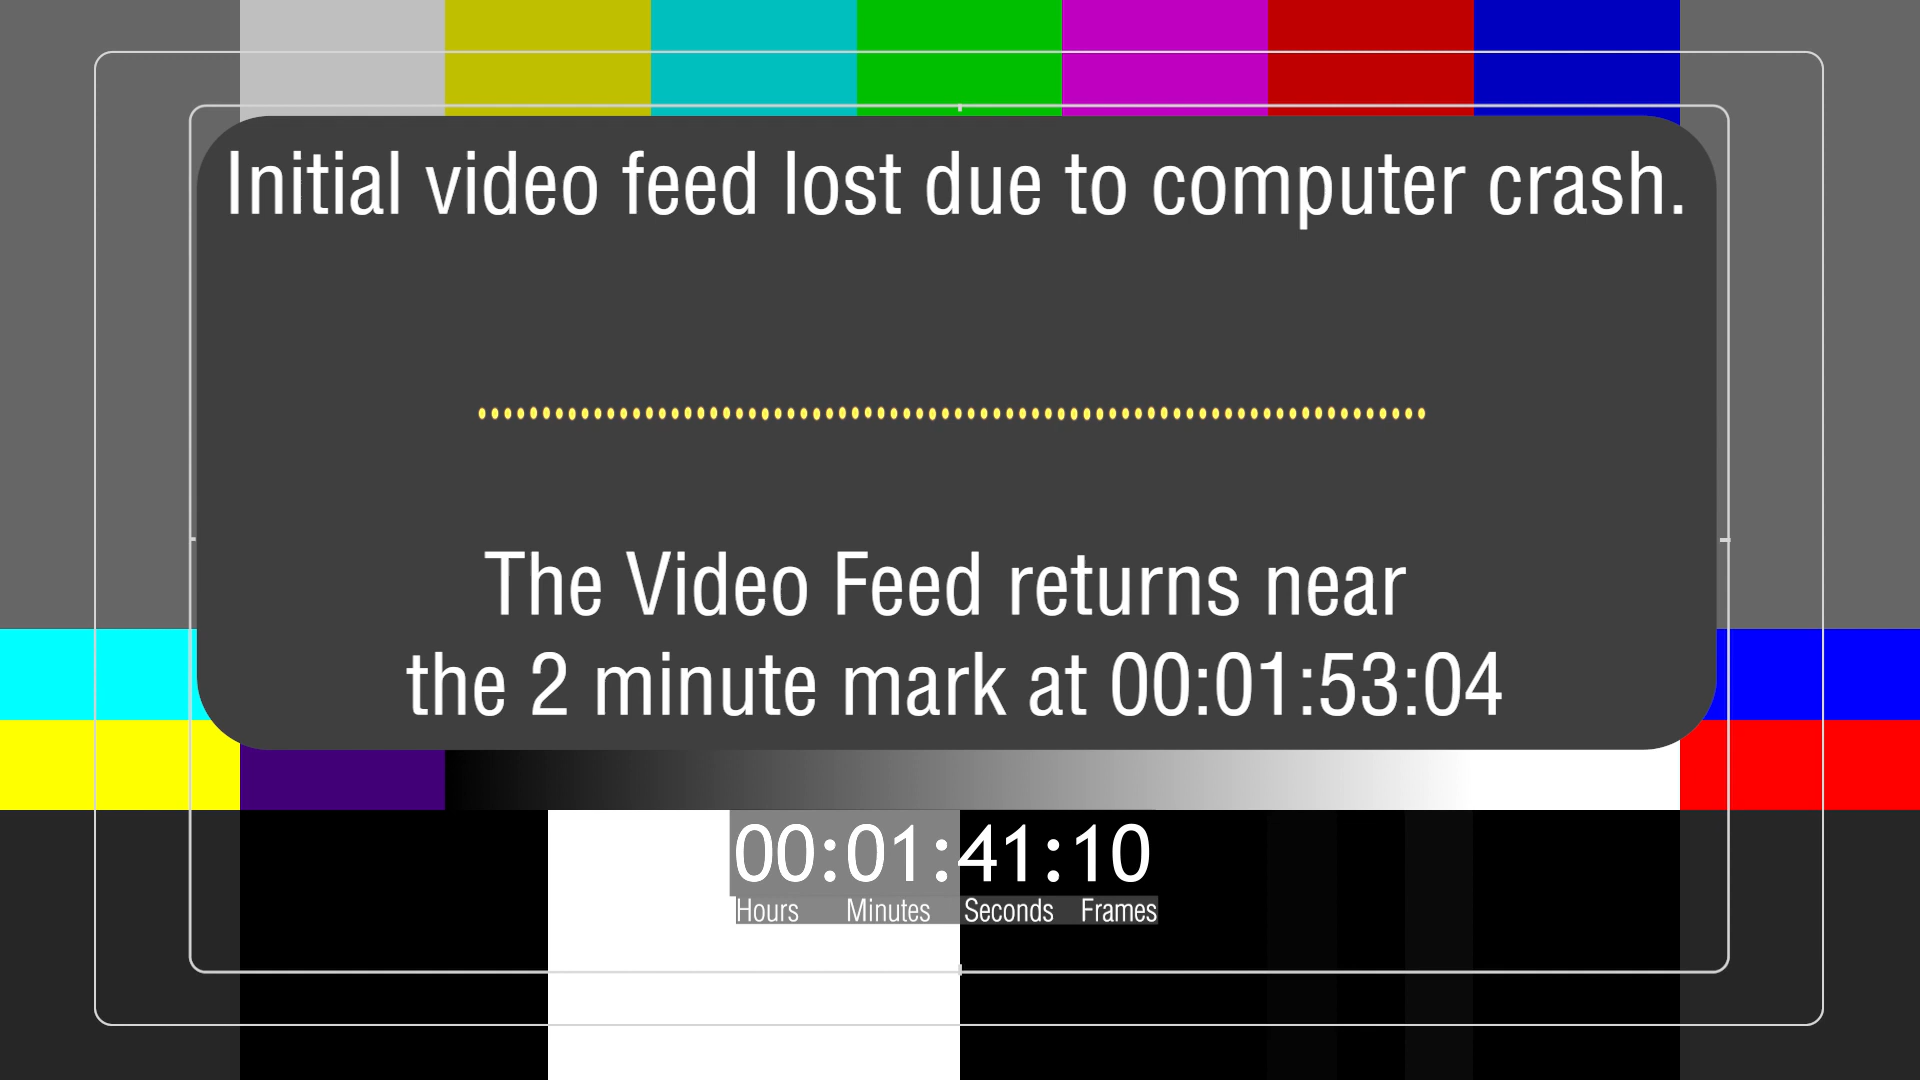 Initial video feed lost due to computer crash.
The Video Feed returns near
the 2 minute mark at 00:01:53:04
00:01:41:10
Hours Minutes Seconds Frames